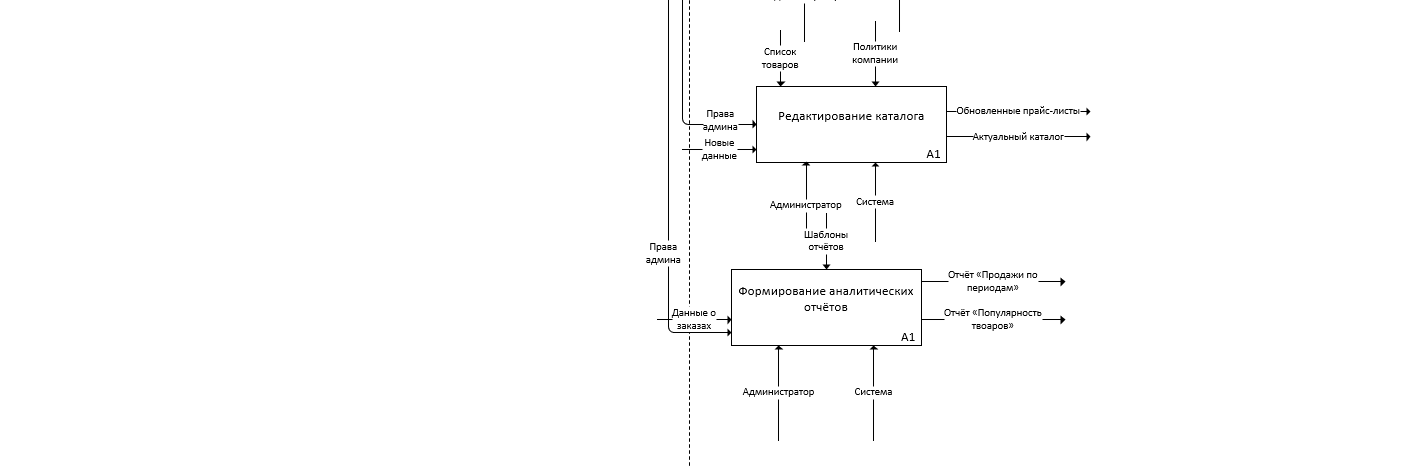 Список
товаров
Политики
компании
Права
админа
Новые
данные
Редактирование каталога
A1
Обновленные прайс-листы
Актуальный каталог
Администратор
Система
Шаблоны
отчётов
Права
админа
Данные о
заказах
Формирование аналитических
отчётов
A1
Отчёт «Продажи по
периодам»
Отчёт «Популярность
твоаров»
Администратор
Система